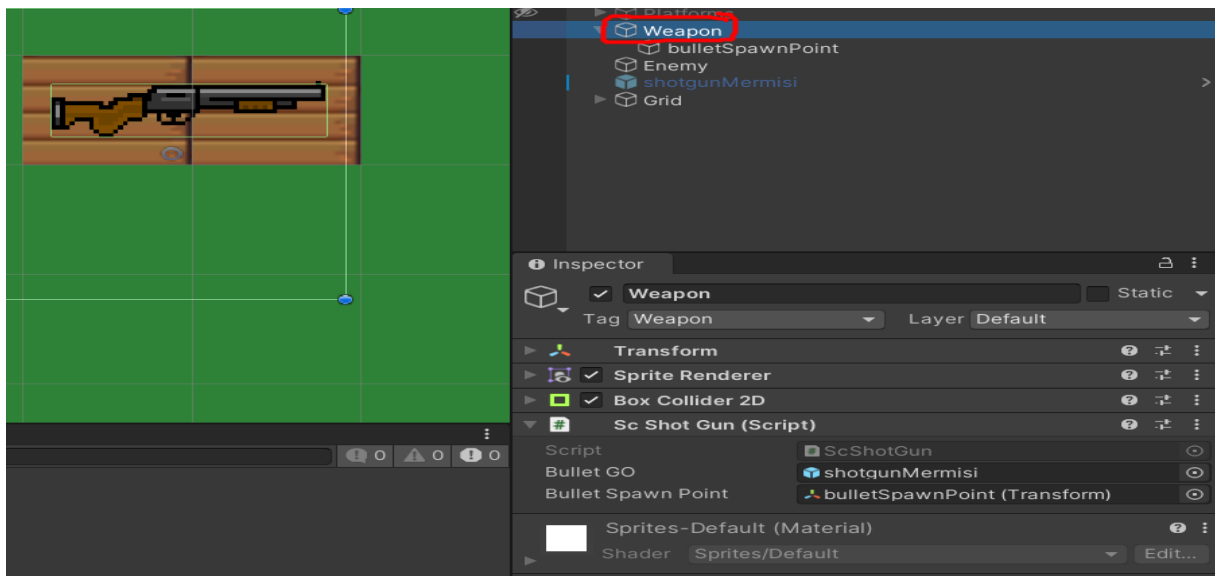 Platforms
Weapon
bulletSpawnPoint
Enemy
shotgunMermisi
Grid
Inspector
Weapon
Static
Tag Weapon
Layer Default
Transform
Sprite Renderer
Box Collider 2D
Sc Shot Gun (Script)
0 0 0
Script ScShotGun
Bullet GO shotgunMermisi
Bullet Spawn Point bulletSpawnPoint (Transform)
Sprites-Default (Material)
Shader Sprites/Default Edit...